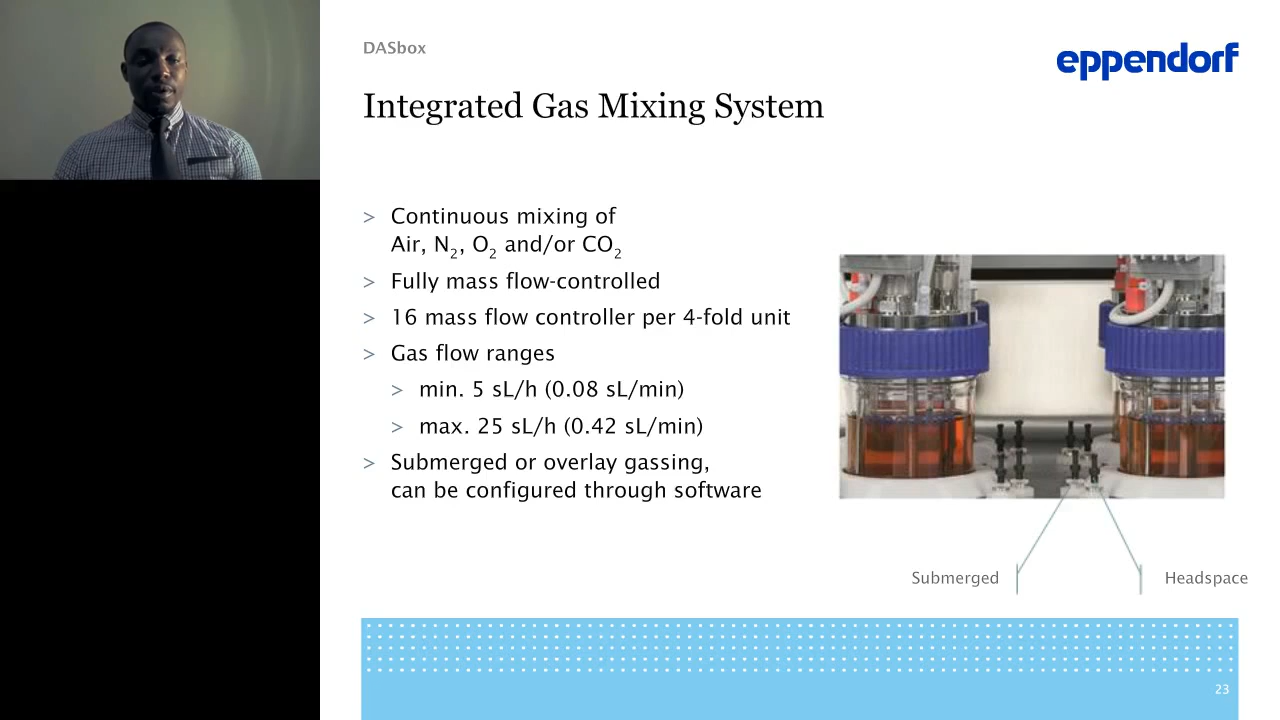 DASbox
eppendorf
Integrated Gas Mixing System
> Continuous mixing of
Air, N₂, O₂ and/or CO₂
> Fully mass flow-controlled
> 16 mass flow controller per 4-fold unit
> Gas flow ranges
> min. 5 sL/h (0.08 sL/min)
> max. 25 sL/h (0.42 sL/min)
> Submerged or overlay gassing,
can be configured through software
Submerged
Headspace
23